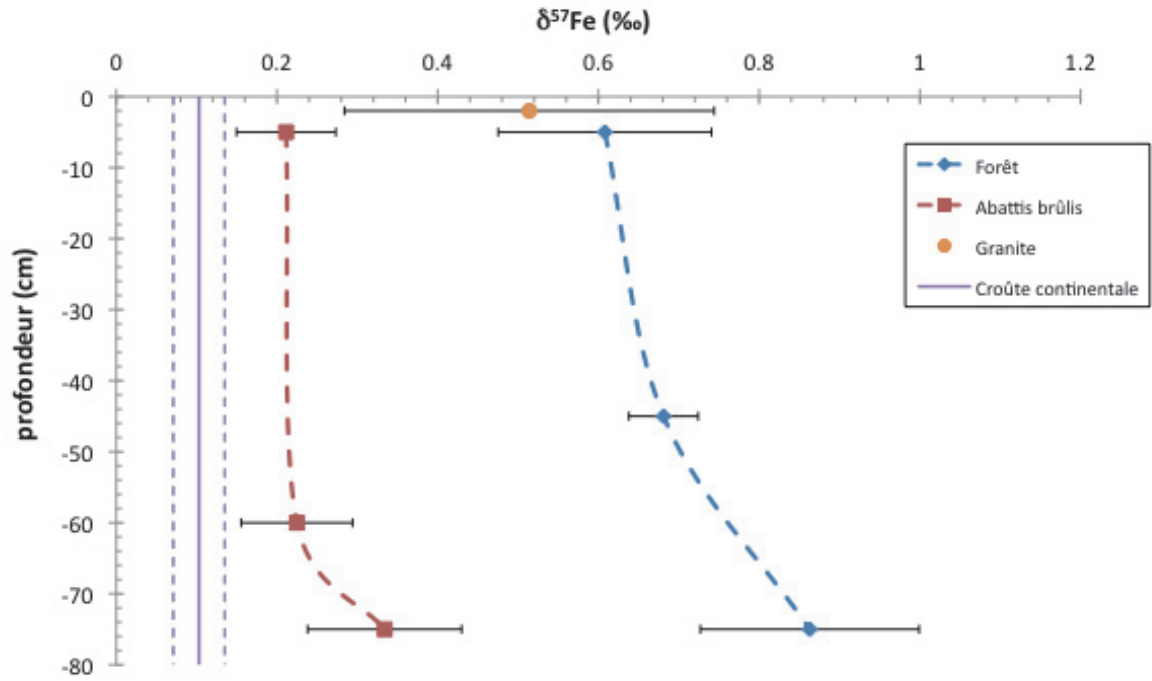 δ⁵⁷Fe (‰)
0 0.2 0.4 0.6 0.8 1 1.2
0
-10
-20
-30
-40
-50
-60
-70
-80
profondeur (cm)
Forêt
Abattis brûlis
Granite
Croûte continentale